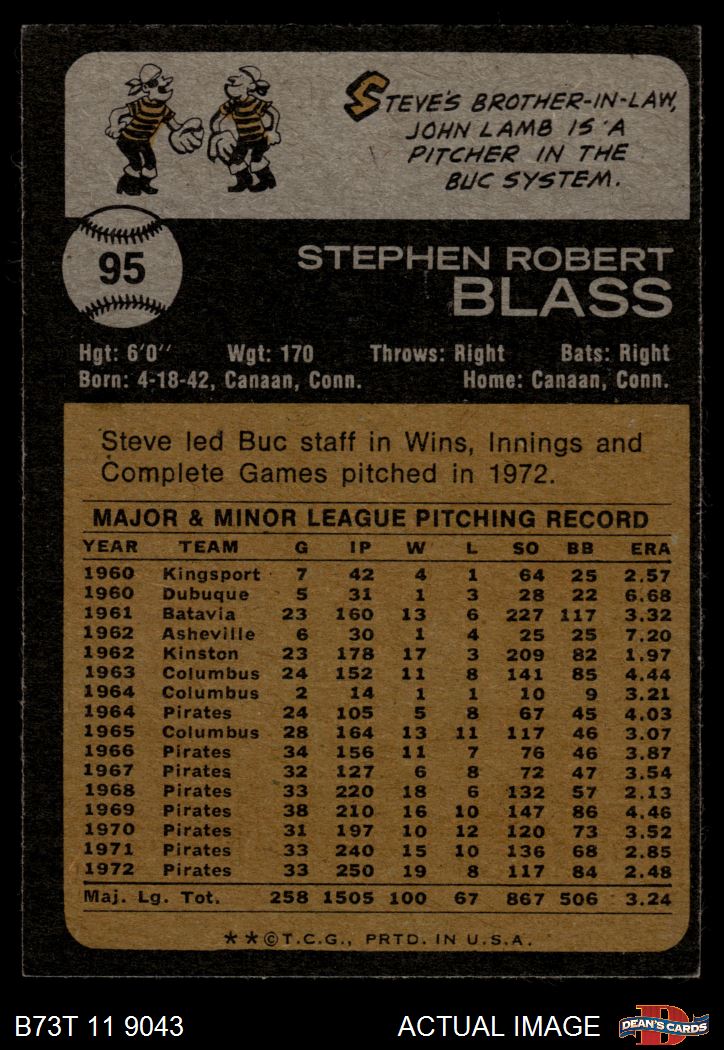 STEVE'S BROTHER-IN-LAW,
JOHN LAMB IS A
PITCHER IN THE
BUC SYSTEM.
95
STEPHEN ROBERT
BLASS
Hgt: 6'0" Wgt: 170 Throws: Right Bats: Right
Born: 4-18-42, Canaan, Conn. Home: Canaan, Conn.
Steve led Buc staff in Wins, Innings and
Complete Games pitched in 1972.
MAJOR & MINOR LEAGUE PITCHING RECORD
YEAR TEAM G IP W L SO BB ERA
1960 Kingsport 7 42 4 1 64 25 2.57
1960 Dubuque 5 31 1 3 28 22 6.68
1961 Batavia 23 160 13 6 227 117 3.32
1962 Asheville 6 30 1 4 25 25 7.20
1962 Kinston 23 178 17 3 209 82 1.97
1963 Columbus 24 152 11 8 141 85 4.44
1964 Columbus 2 14 1 1 10 9 3.21
1964 Pirates 24 105 5 8 67 45 4.03
1965 Columbus 28 164 13 11 117 46 3.07
1966 Pirates 34 156 11 7 76 46 3.87
1967 Pirates 32 127 6 8 72 47 3.54
1968 Pirates 33 220 18 6 132 57 2.13
1969 Pirates 38 210 16 10 147 86 4.46
1970 Pirates 31 197 10 12 120 73 3.52
1971 Pirates 33 240 15 10 136 68 2.85
1972 Pirates 33 250 19 8 117 84 2.48
Maj. Lg. Tot. 258 1505 100 67 867 506 3.24
**©T.C.G., PRTD. IN U.S.A.
B73T 11 9043 ACTUAL IMAGE D DEAN'S CARDS